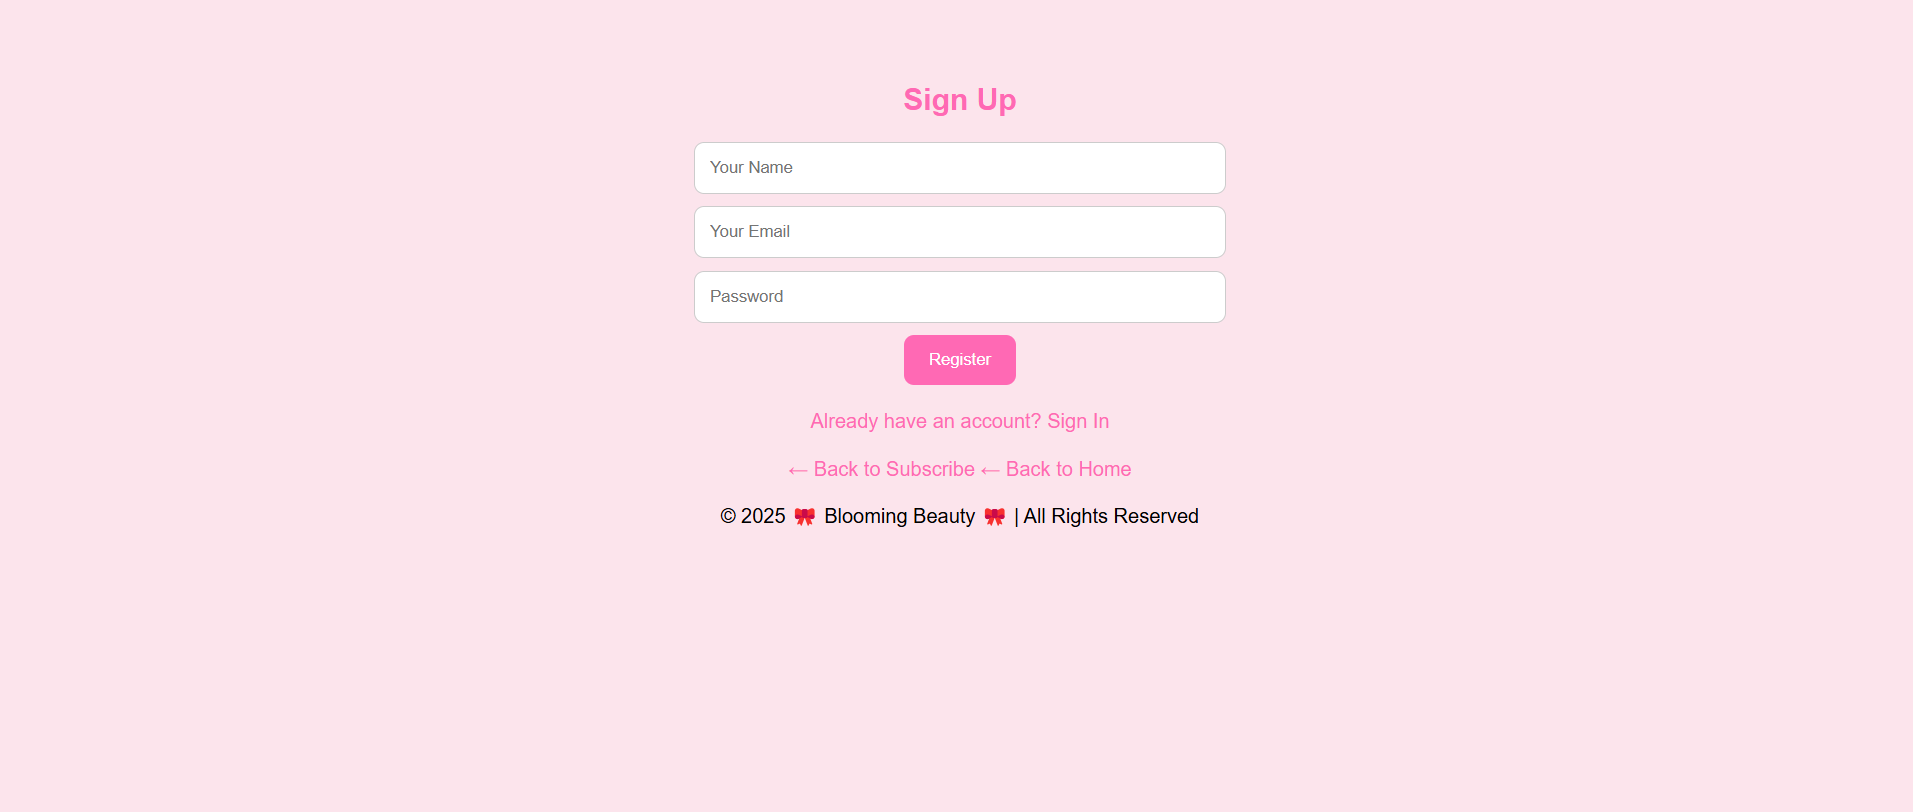 Sign Up
Your Name
Your Email
Password
Register
Already have an account? Sign In
← Back to Subscribe ← Back to Home
© 2025 🎀 Blooming Beauty 🎀 | All Rights Reserved